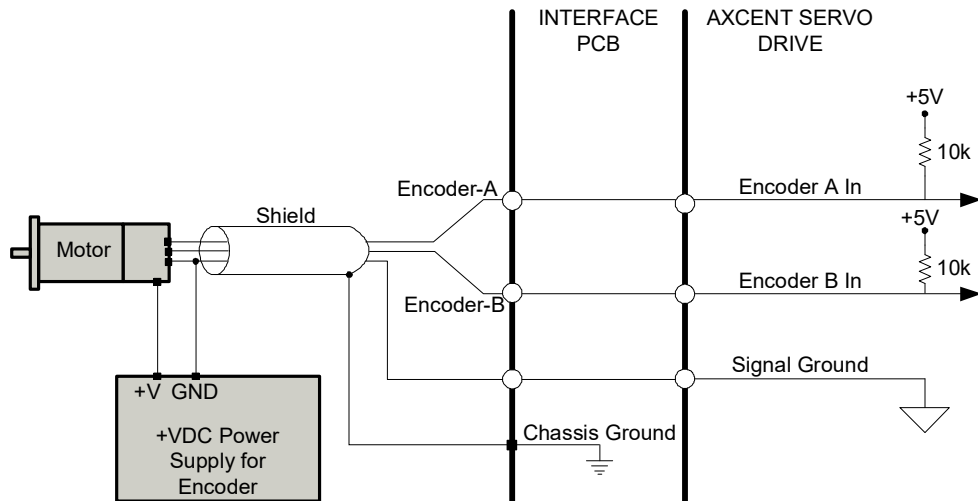 INTERFACE
PCB
AXCENT SERVO
DRIVE
+5V
10k
Encoder-A
Encoder A In
Shield
+5V
Motor
10k
Encoder B In
Encoder-B
Signal Ground
+V GND
Chassis Ground
+VDC Power
Supply for
Encoder